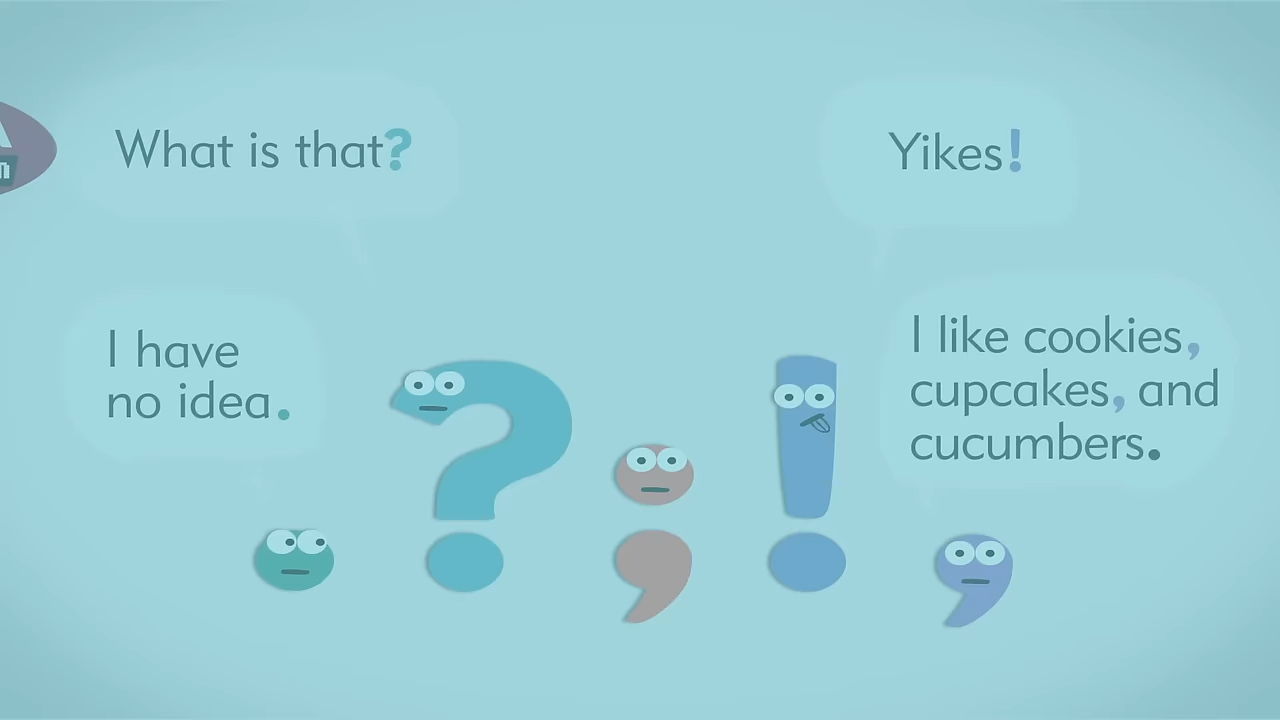 What is that?
Yikes!
I have
no idea.
I like cookies,
cupcakes, and
cucumbers.